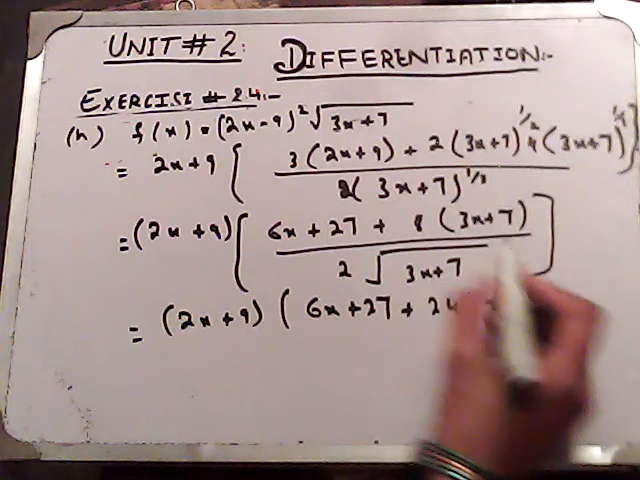 UNIT # 2: DIFFERENTIATION:-
EXERCISE # 2.4:-
(h) f(x) = (2x-9)² √3x+7
= 2x+9 [ 3(2x+9) + 2(3x+7)^1/2 4(3x+7)^1/2 / 2(3x+7)^1/2 ]
= (2x+9) [ 6x+27 + 8(3x+7) / 2√3x+7 ]
= (2x+9) ( 6x+27 + 24